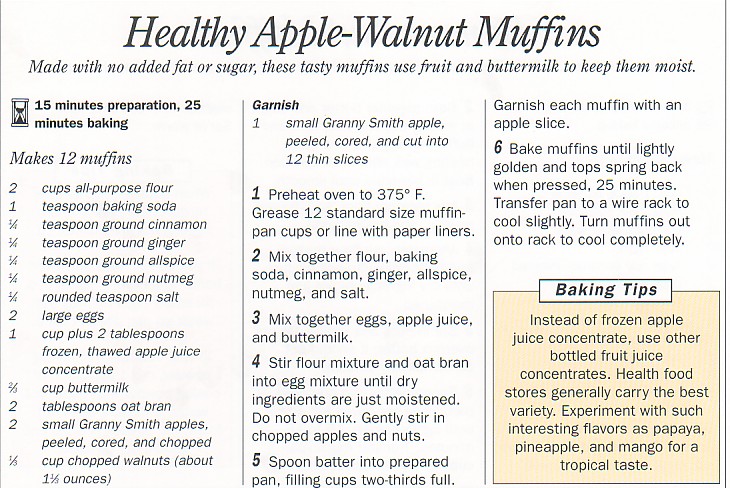 Healthy Apple-Walnut Muffins
Made with no added fat or sugar, these tasty muffins use fruit and buttermilk to keep them moist.
15 minutes preparation, 25
minutes baking
Makes 12 muffins
2 cups all-purpose flour
1 teaspoon baking soda
¼ teaspoon ground cinnamon
¼ teaspoon ground ginger
¼ teaspoon ground allspice
¼ teaspoon ground nutmeg
¼ rounded teaspoon salt
2 large eggs
1 cup plus 2 tablespoons
frozen, thawed apple juice
concentrate
⅔ cup buttermilk
2 tablespoons oat bran
2 small Granny Smith apples,
peeled, cored, and chopped
⅓ cup chopped walnuts (about
1⅓ ounces)
Garnish
1 small Granny Smith apple,
peeled, cored, and cut into
12 thin slices
1 Preheat oven to 375° F.
Grease 12 standard size muffin-
pan cups or line with paper liners.
2 Mix together flour, baking
soda, cinnamon, ginger, allspice,
nutmeg, and salt.
3 Mix together eggs, apple juice,
and buttermilk.
4 Stir flour mixture and oat bran
into egg mixture until dry
ingredients are just moistened.
Do not overmix. Gently stir in
chopped apples and nuts.
5 Spoon batter into prepared
pan, filling cups two-thirds full.
Garnish each muffin with an
apple slice.
6 Bake muffins until lightly
golden and tops spring back
when pressed, 25 minutes.
Transfer pan to a wire rack to
cool slightly. Turn muffins out
onto rack to cool completely.
Baking Tips
Instead of frozen apple
juice concentrate, use other
bottled fruit juice
concentrates. Health food
stores generally carry the best
variety. Experiment with such
interesting flavors as papaya,
pineapple, and mango for a
tropical taste.